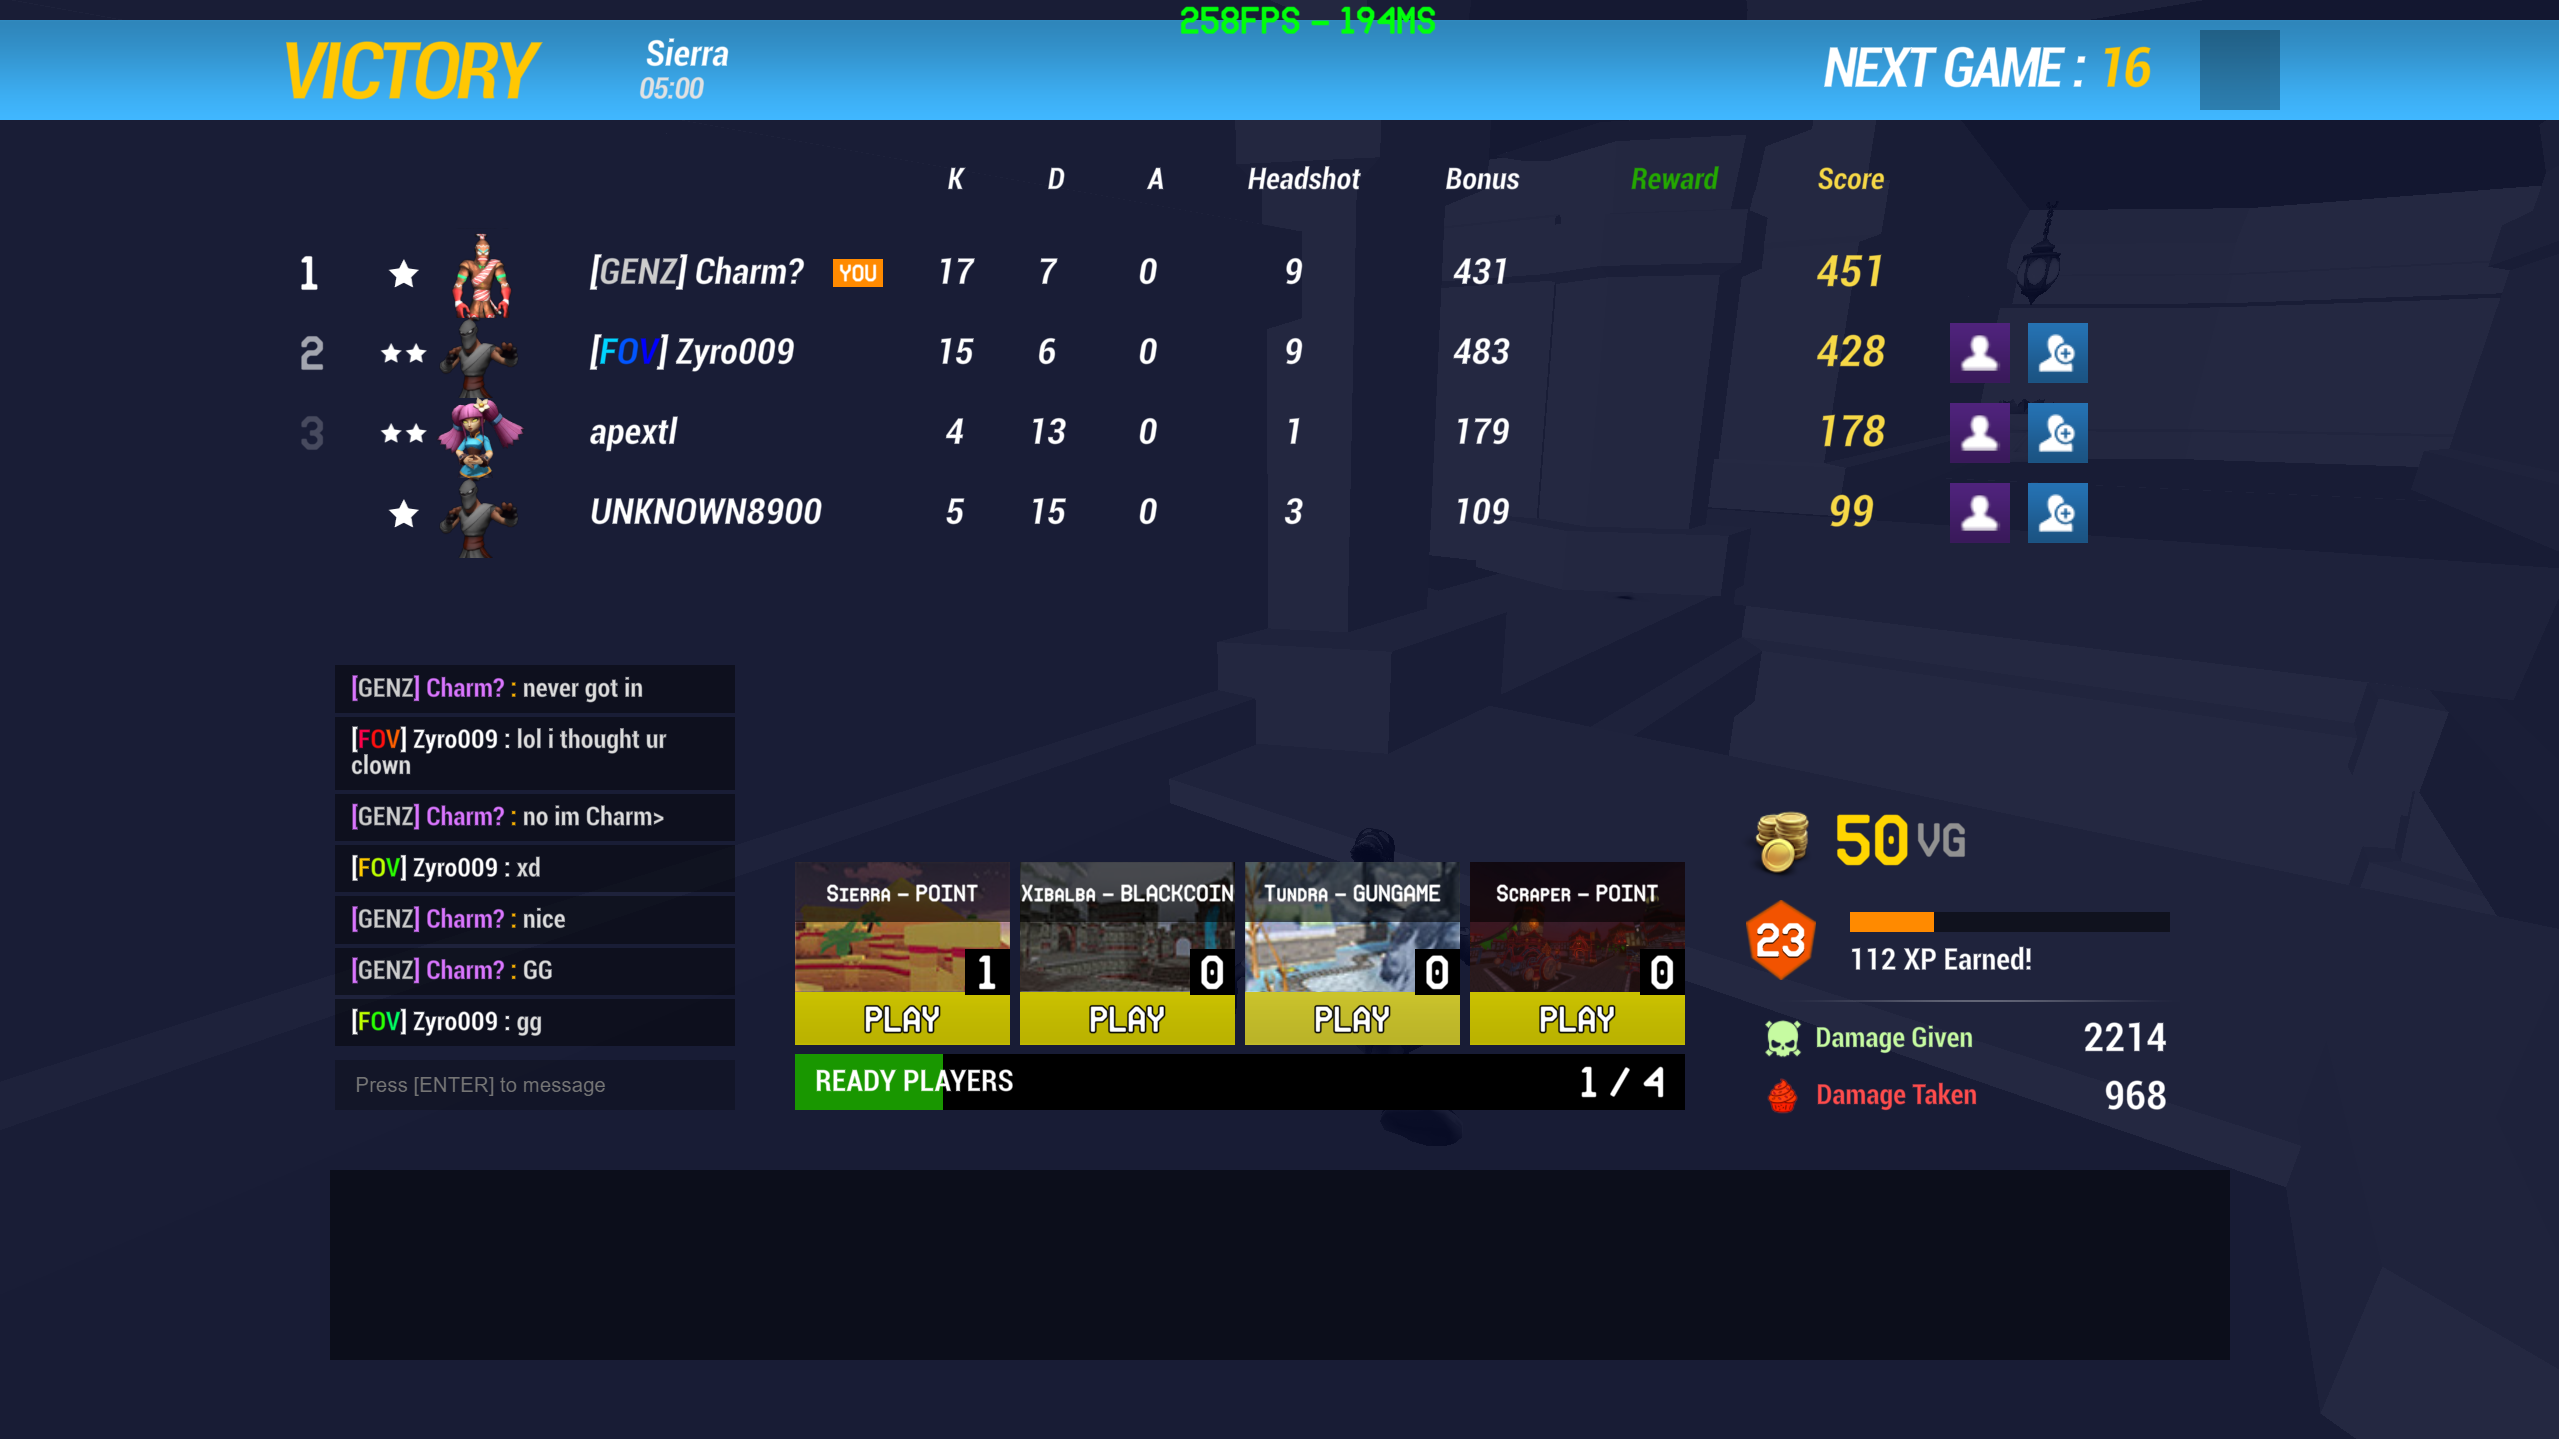 258FPS – 194MS
VICTORY
Sierra
05:00
NEXT GAME : 16
K D A Headshot Bonus Reward Score
1 [GENZ] Charm? YOU 17 7 0 9 431 451
2 [FOV] Zyro009 15 6 0 9 483 428
3 apextl 4 13 0 1 179 178
UNKNOWN8900 5 15 0 3 109 99
[GENZ] Charm? : never got in
[FOV] Zyro009 : lol i thought ur
clown
[GENZ] Charm? : no im Charm>
[FOV] Zyro009 : xd
[GENZ] Charm? : nice
[GENZ] Charm? : GG
[FOV] Zyro009 : gg
Press [ENTER] to message
Sierra – POINT
1
PLAY
Xibalba – BLACKCOIN
0
PLAY
Tundra – GUNGAME
0
PLAY
Scraper – POINT
0
PLAY
READY PLAYERS 1 / 4
50 VG
23
112 XP Earned!
Damage Given 2214
Damage Taken 968